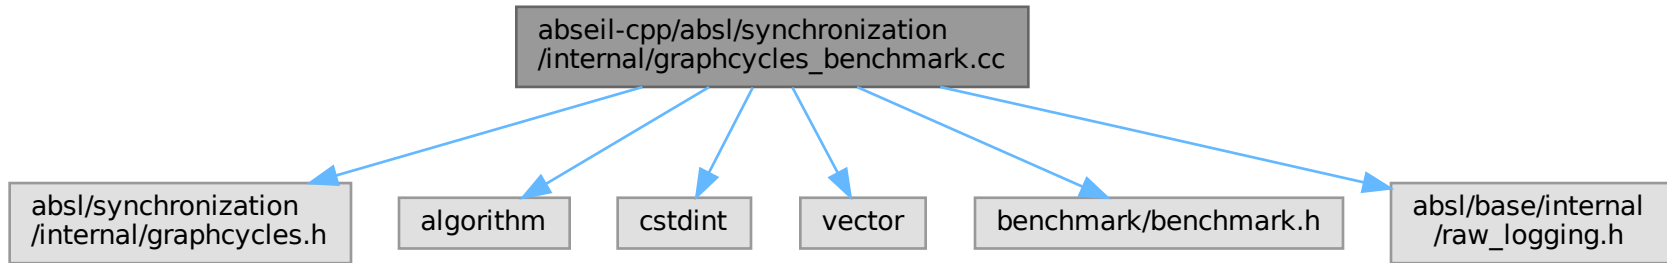 abseil-cpp/absl/synchronization
/internal/graphcycles_benchmark.cc
absl/synchronization
/internal/graphcycles.h
algorithm
cstdint
vector
benchmark/benchmark.h
absl/base/internal
/raw_logging.h